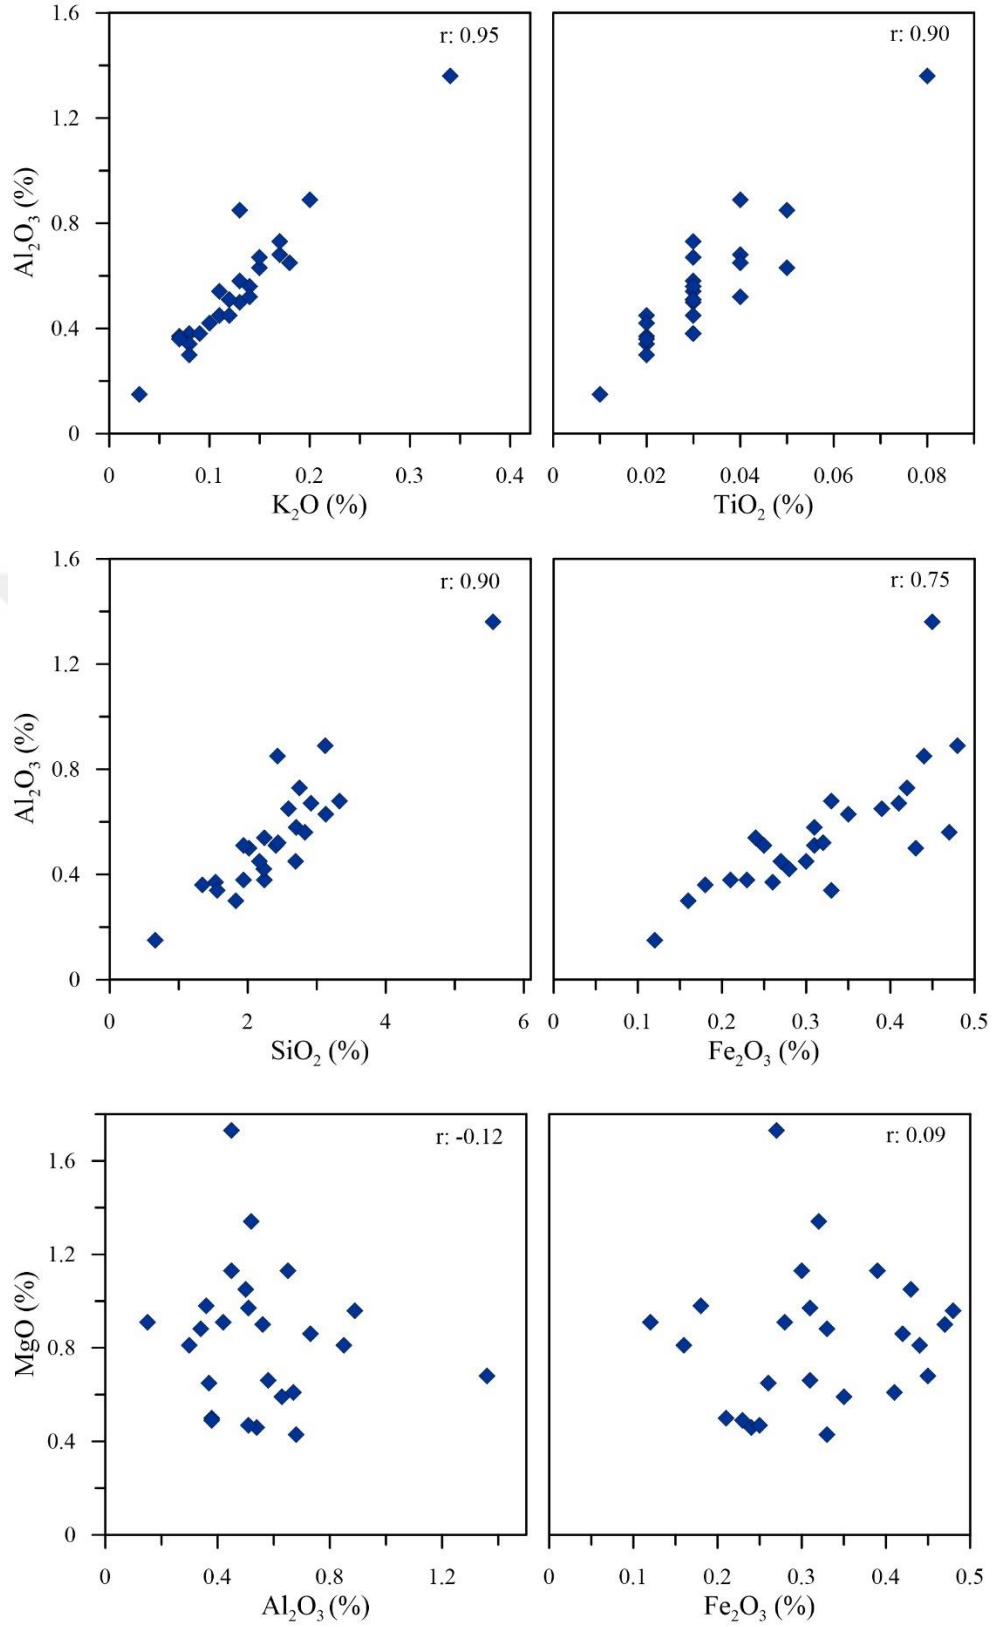 1.6
r: 0.95
r: 0.90
1.2
Al₂O₃ (%)
0.8
0.4
0
0 0.1 0.2 0.3 0.4
0 0.02 0.04 0.06 0.08 0
K₂O (%)
TiO₂ (%)
1.6
r: 0.90
r: 0.75
1.2
Al₂O₃ (%)
0.8
0.4
0
0 2 4 6
0 0.1 0.2 0.3 0.4 0.5
SiO₂ (%)
Fe₂O₃ (%)
r: -0.12
r: 0.09
1.6
1.2
MgO (%)
0.8
0.4
0
0 0.4 0.8 1.2
0 0.1 0.2 0.3 0.4 0.5
Al₂O₃ (%)
Fe₂O₃ (%)